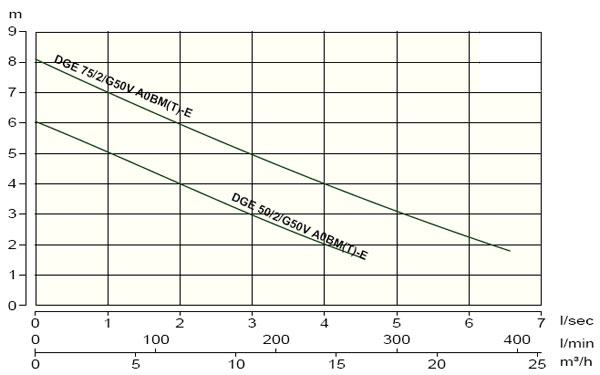 m
9
8
7
6
5
4
3
2
1
0
DGE 75/2/G50V A0BM(T)-E
DGE 50/2/G50V A0BM(T)-E
0 1 2 3 4 5 6 7 l/sec
0 100 200 300 400 l/min
0 5 10 15 20 25 m³/h